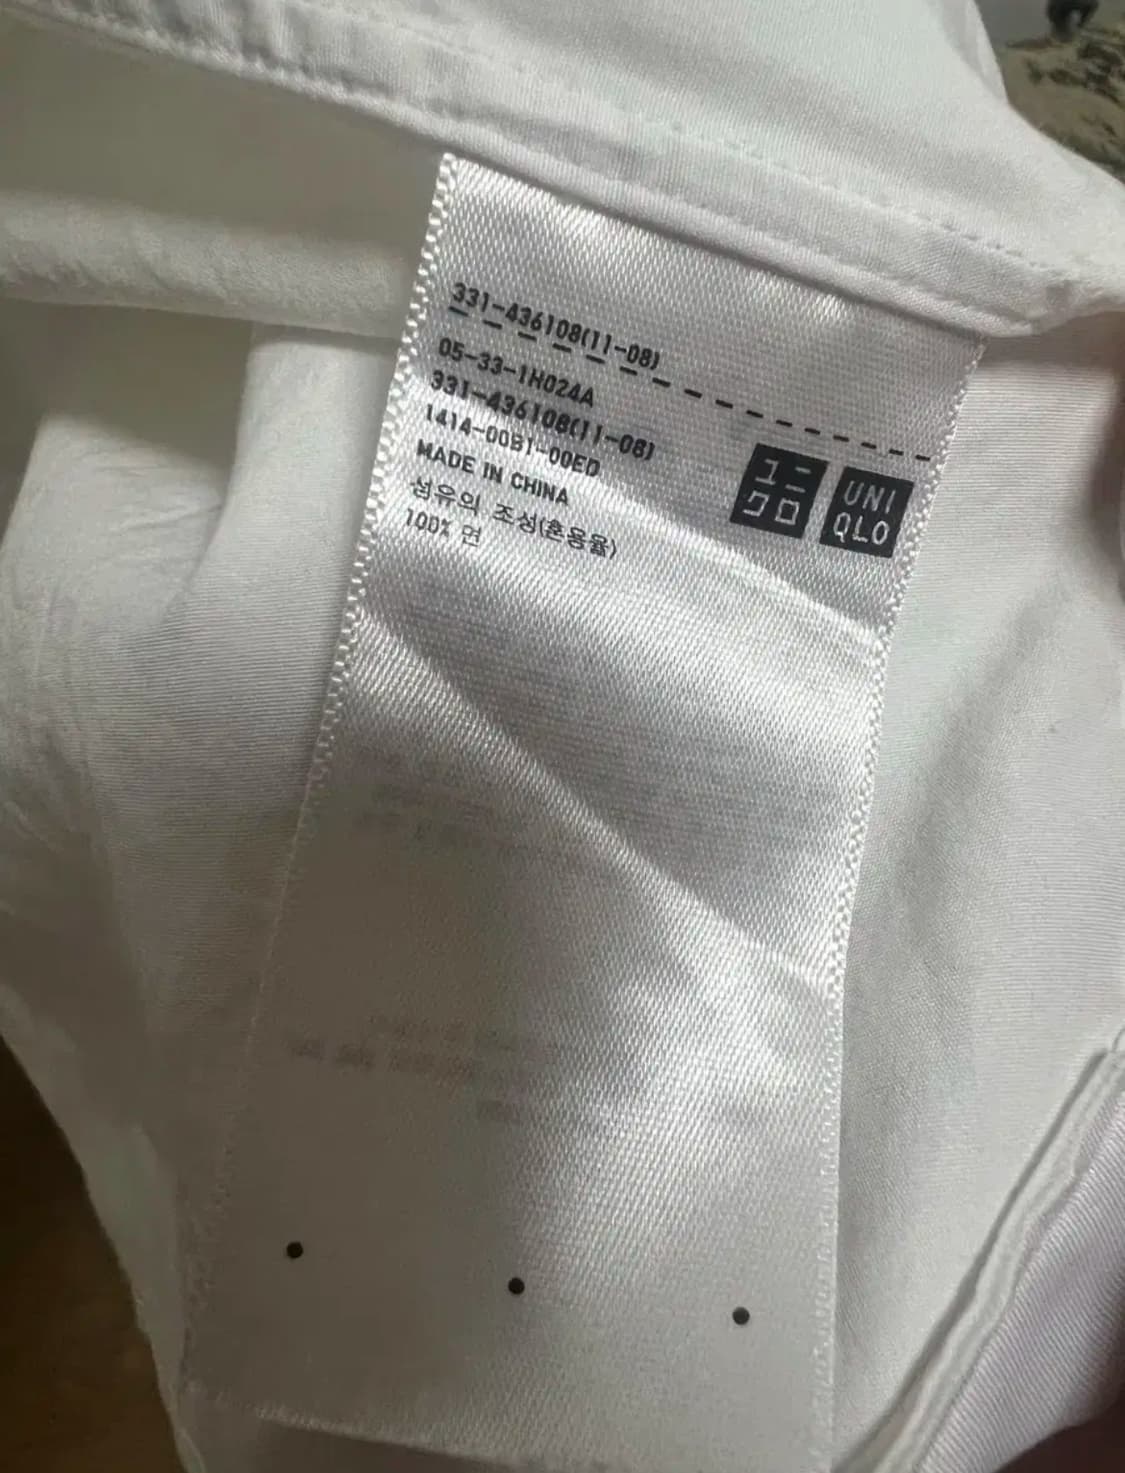 331-436108(11-08)
05-33-1H024A
331-436108(11-08)
1414-00B1-00ED
MADE IN CHINA
섬유의 조성(혼용율)
100% 면
ユニ
クロ
UNI
QLO